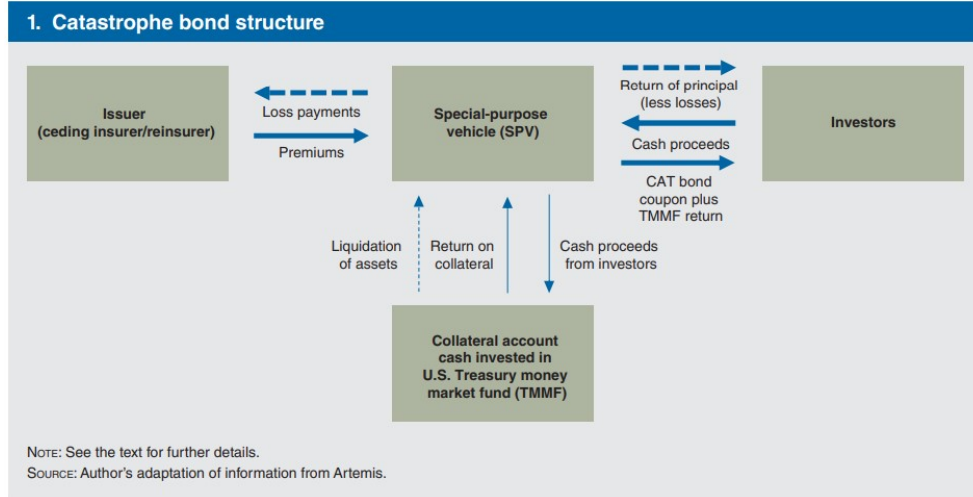 1. Catastrophe bond structure
Issuer
(ceding insurer/reinsurer)
Loss payments
Premiums
Special-purpose
vehicle (SPV)
Return of principal
(less losses)
Cash proceeds
CAT bond
coupon plus
TMMF return
Investors
Liquidation
of assets
Return on
collateral
Cash proceeds
from investors
Collateral account
cash invested in
U.S. Treasury money
market fund (TMMF)
NOTE: See the text for further details.
SOURCE: Author’s adaptation of information from Artemis.